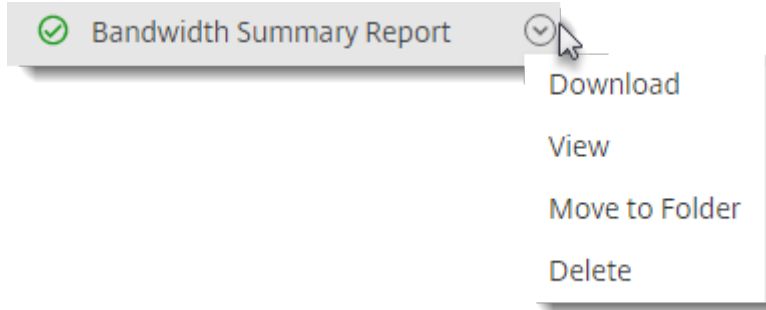 Bandwidth Summary Report
Download
View
Move to Folder
Delete